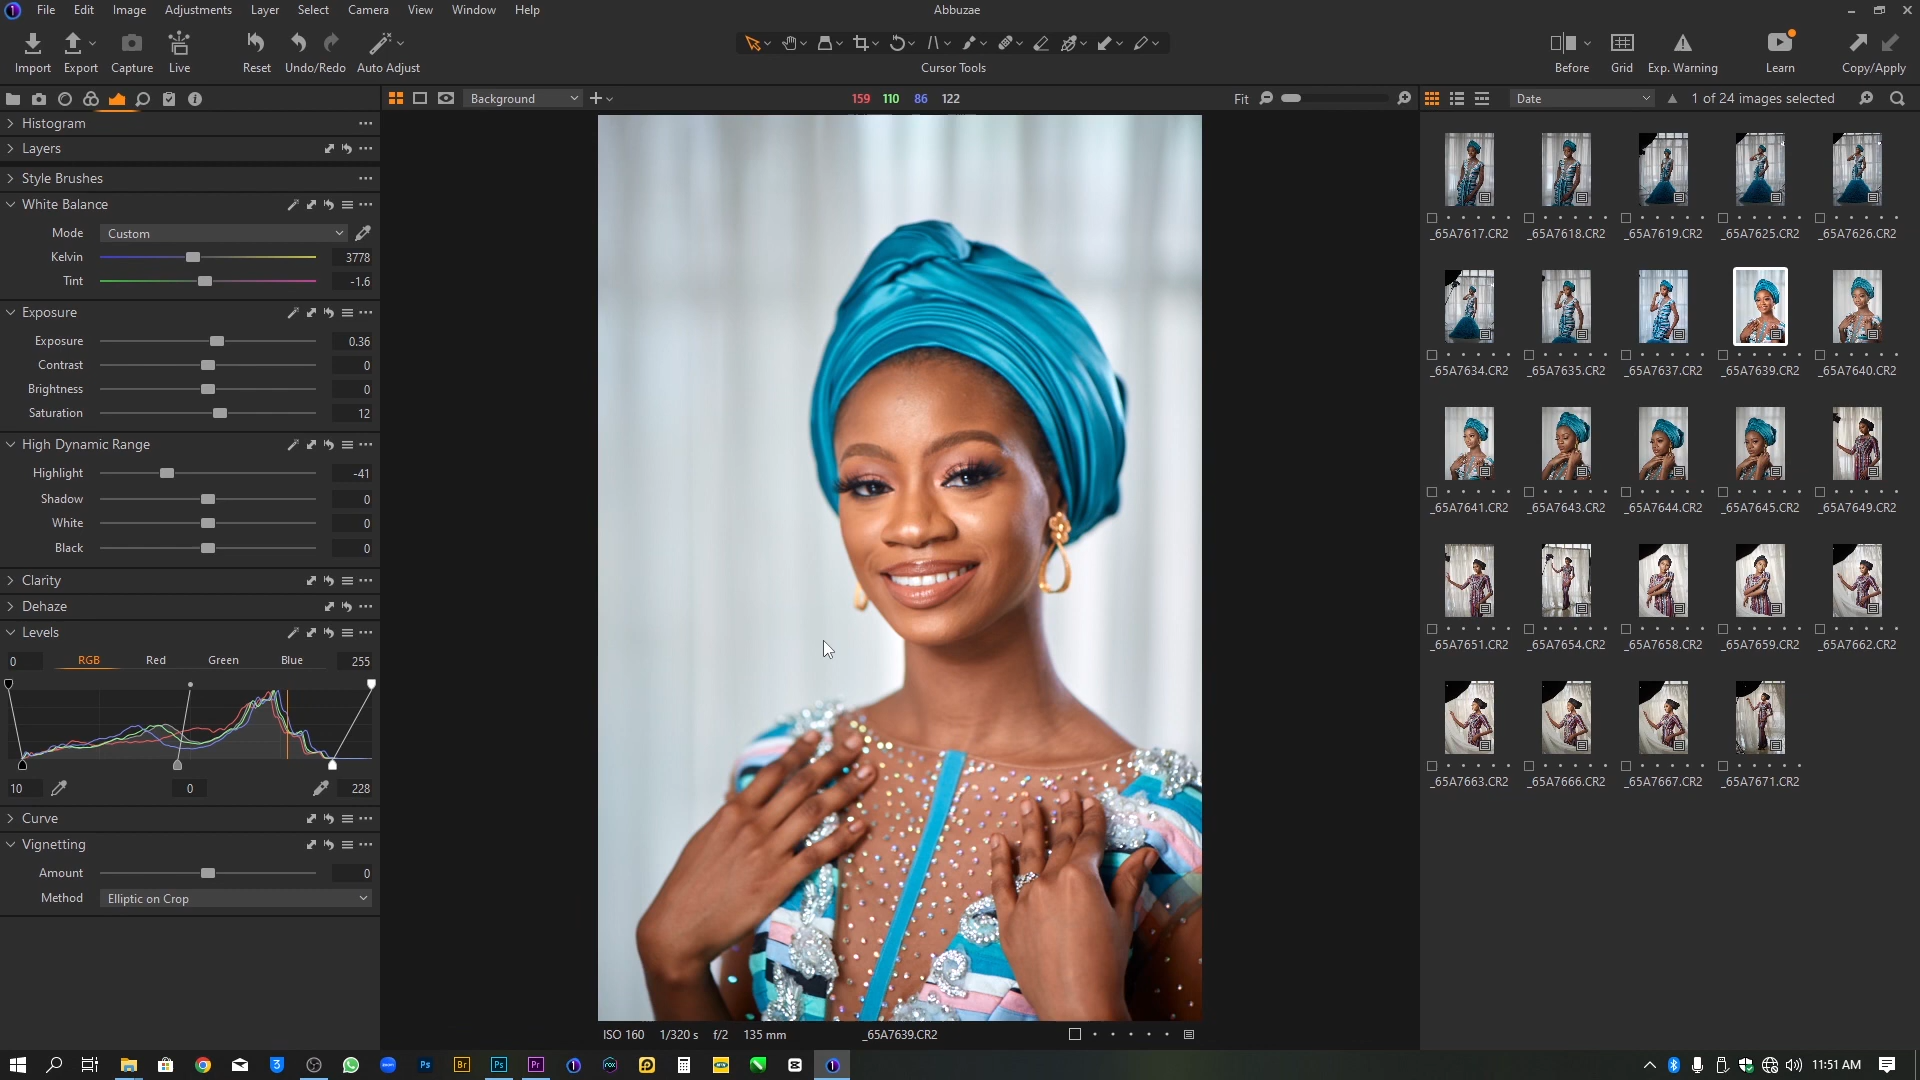 File Edit Image Adjustments Layer Select Camera View Window Help
Abbuzae
Import Export Capture Live Reset Undo/Redo Auto Adjust
Cursor Tools
Before Grid Exp. Warning Learn Copy/Apply
Background
159 110 86 122
Fit
Date
1 of 24 images selected
Histogram
Layers
Style Brushes
White Balance
Mode Custom
Kelvin 3778
Tint -1.6
Exposure
Exposure 0.36
Contrast 0
Brightness 0
Saturation 12
High Dynamic Range
Highlight -41
Shadow 0
White 0
Black 0
Clarity
Dehaze
Levels
0 RGB Red Green Blue 255
10 0 228
Curve
Vignetting
Amount 0
Method Elliptic on Crop
ISO 160 1/320 s f/2 135 mm _65A7639.CR2
_65A7617.CR2 _65A7618.CR2 _65A7619.CR2 _65A7625.CR2 _65A7626.CR2
_65A7634.CR2 _65A7635.CR2 _65A7637.CR2 _65A7639.CR2 _65A7640.CR2
_65A7641.CR2 _65A7643.CR2 _65A7644.CR2 _65A7645.CR2 _65A7649.CR2
_65A7651.CR2 _65A7654.CR2 _65A7658.CR2 _65A7659.CR2 _65A7662.CR2
_65A7663.CR2 _65A7666.CR2 _65A7667.CR2 _65A7671.CR2
Ps Br Ps Pr
11:51 AM